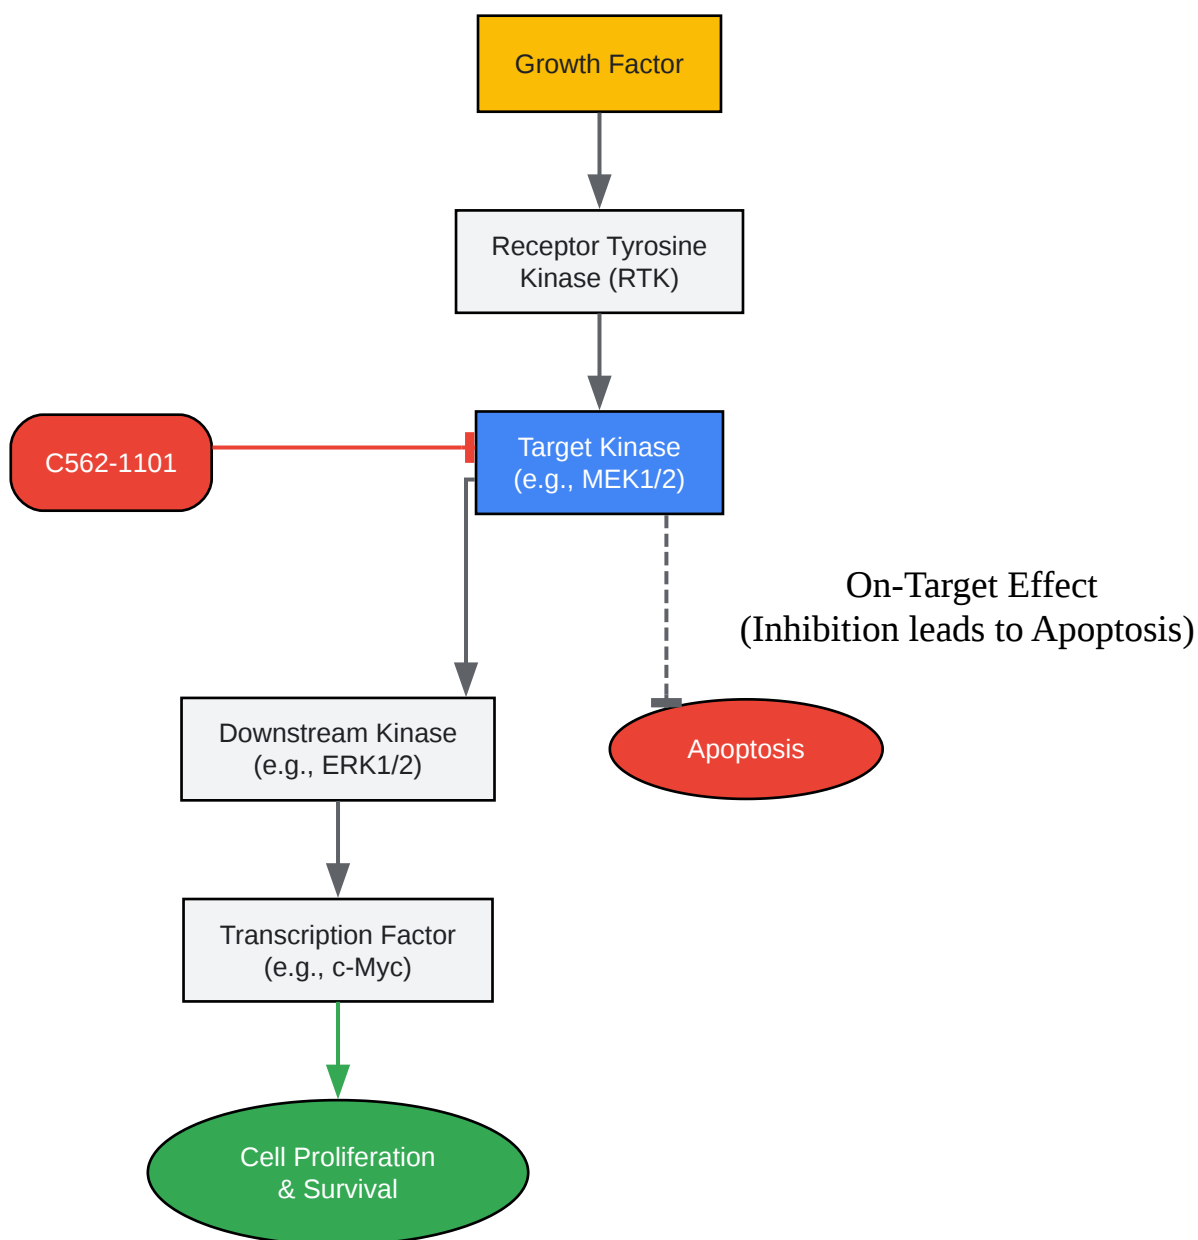 Growth Factor
Receptor Tyrosine
Kinase (RTK)
C562-1101
Target Kinase
(e.g., MEK1/2)
On-Target Effect
(Inhibition leads to Apoptosis)
Downstream Kinase
(e.g., ERK1/2)
Apoptosis
Transcription Factor
(e.g., c-Myc)
Cell Proliferation
& Survival